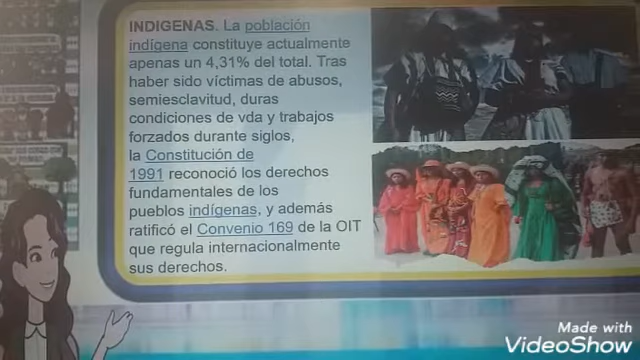 INDIGENAS. La población
indígena constituye actualmente
apenas un 4,31% del total. Tras
haber sido víctimas de abusos,
semiesclavitud, duras
condiciones de vda y trabajos
forzados durante siglos,
la Constitución de
1991 reconoció los derechos
fundamentales de los
pueblos indígenas, y además
ratificó el Convenio 169 de la OIT
que regula internacionalmente
sus derechos.
Made with
VideoShow